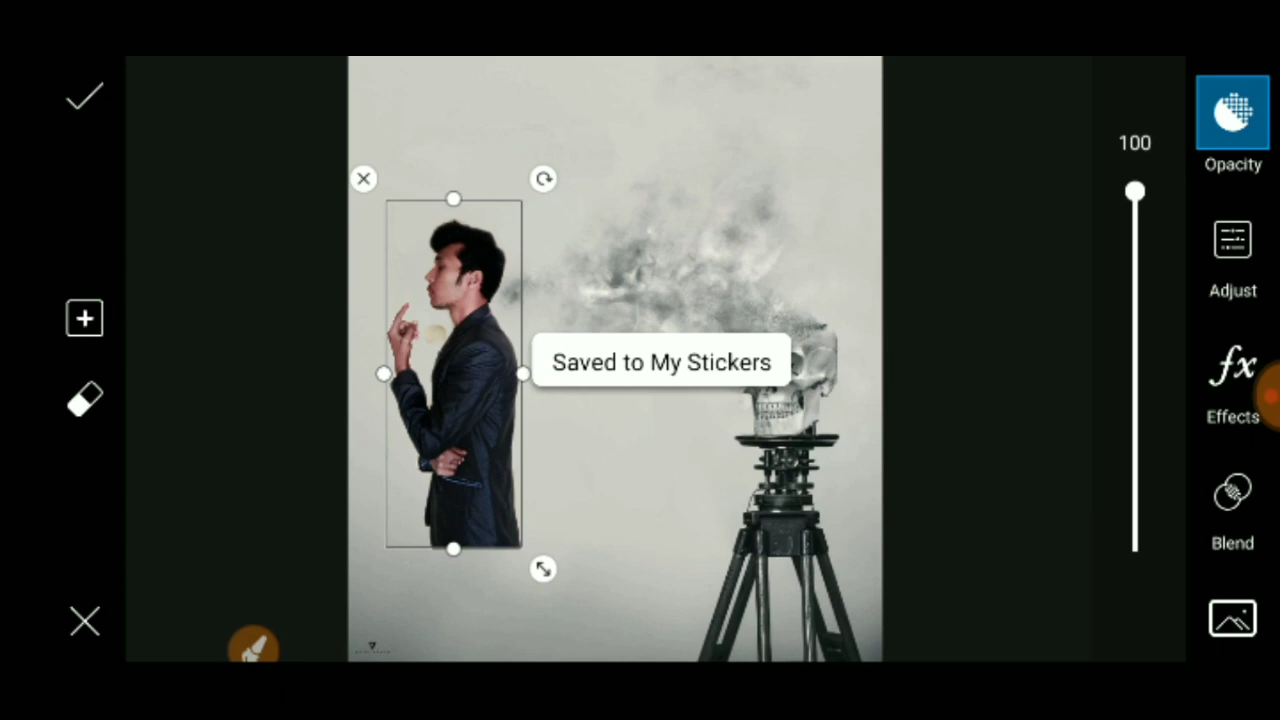 100
Opacity
Adjust
fx
Effects
Saved to My Stickers
Blend